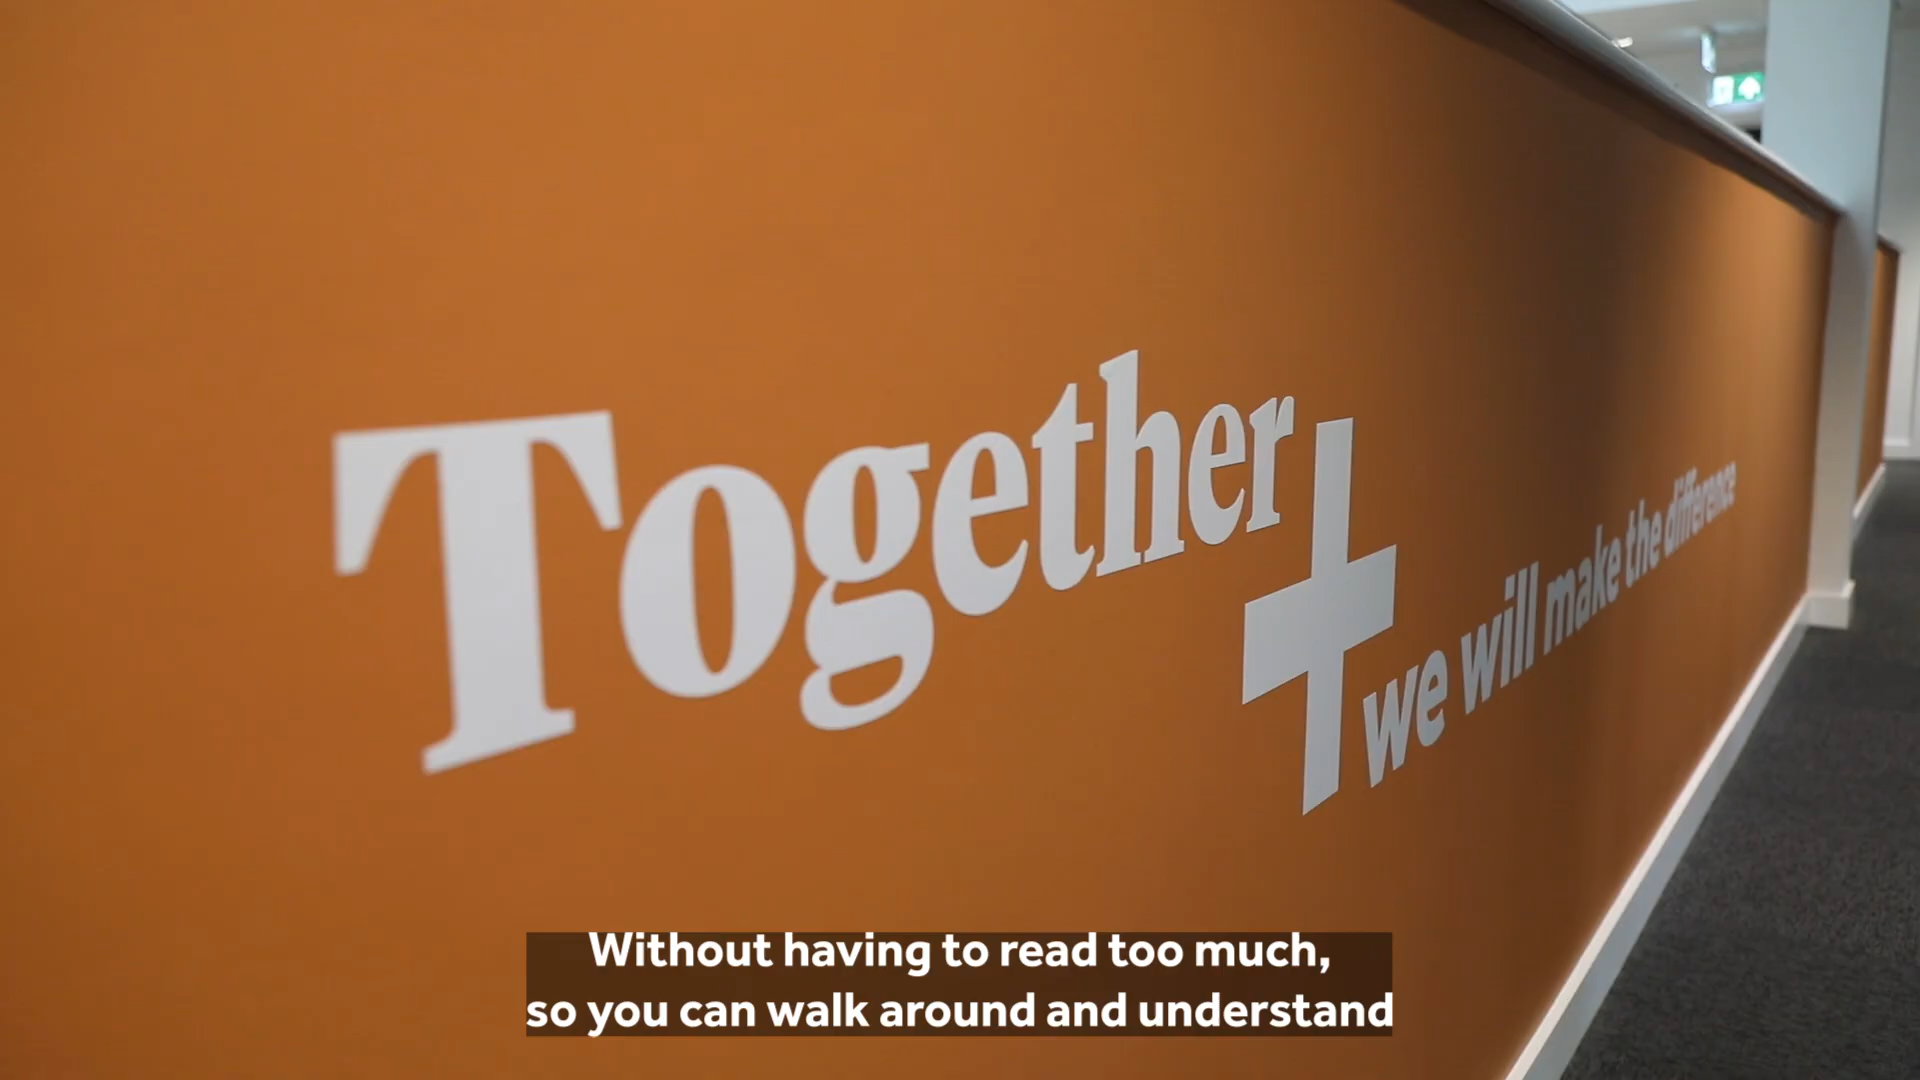 Together
+
we will make the difference
Without having to read too much,
so you can walk around and understand